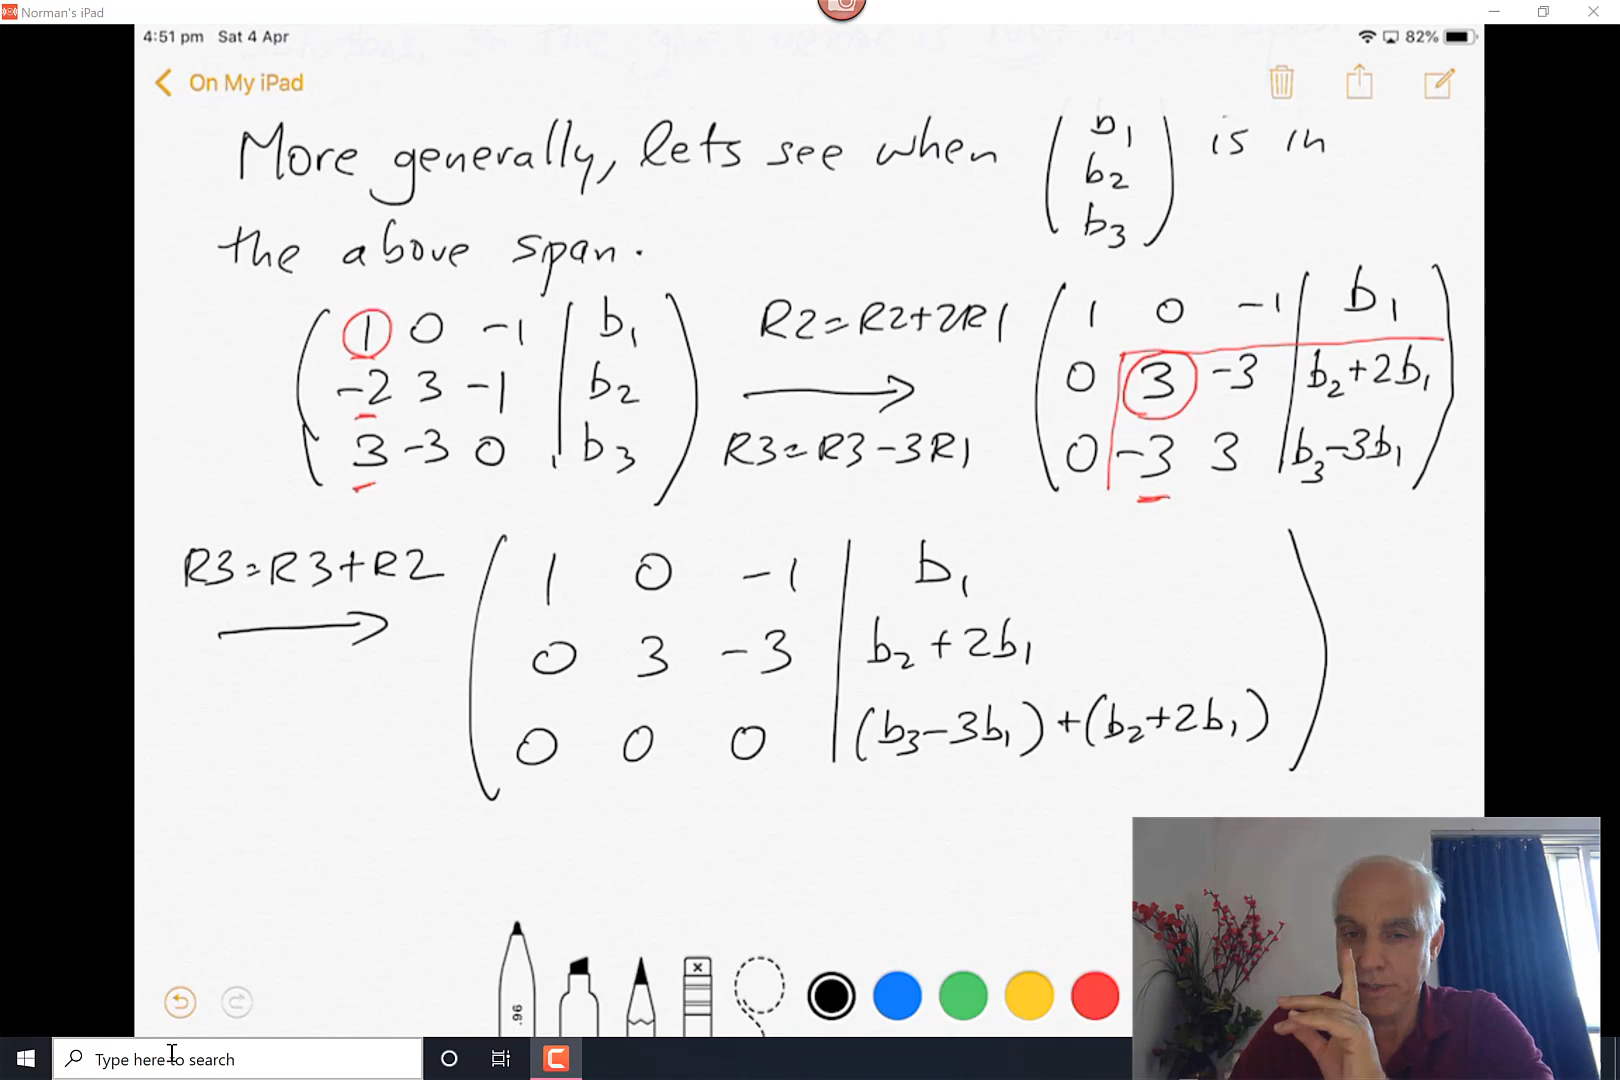 Norman's iPad
4:51 pm Sat 4 Apr
82%
On My iPad
More generally, lets see when ( b1 ) is in
b2
b3
the above span.
( 1 0 -1 | b1 )
-2 3 -1 | b2
3 -3 0 | b3
R2=R2+2R1
R3=R3-3R1
( 1 0 -1 | b1 )
0 3 -3 | b2+2b1
0 -3 3 | b3-3b1
R3=R3+R2
( 1 0 -1 | b1 )
0 3 -3 | b2+2b1
0 0 0 | (b3-3b1)+(b2+2b1)
.96
Type here to search